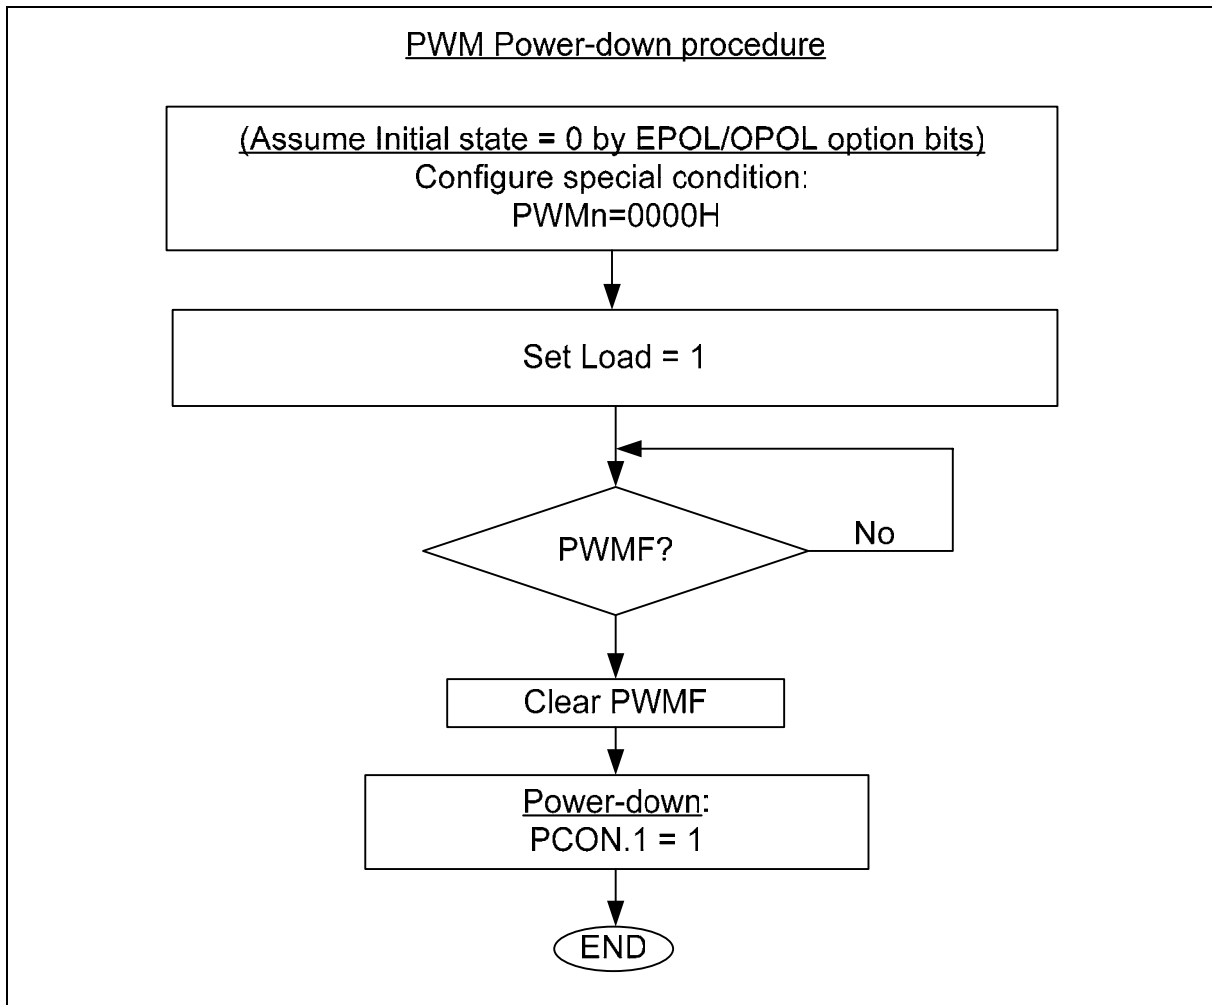 PWM Power-down procedure
(Assume Initial state = 0 by EPOL/OPOL option bits)
Configure special condition:
PWMn=0000H
Set Load = 1
PWMF?
No
Clear PWMF
Power-down:
PCON.1 = 1
END